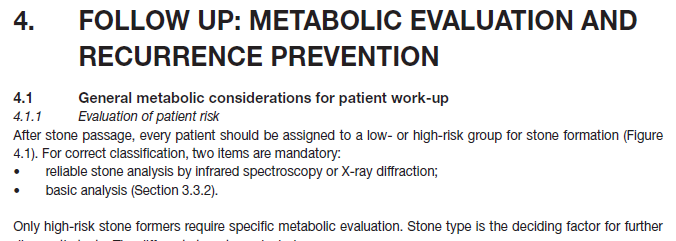 4. FOLLOW UP: METABOLIC EVALUATION AND
RECURRENCE PREVENTION
4.1 General metabolic considerations for patient work-up
4.1.1 Evaluation of patient risk
After stone passage, every patient should be assigned to a low- or high-risk group for stone formation (Figure
4.1). For correct classification, two items are mandatory:
• reliable stone analysis by infrared spectroscopy or X-ray diffraction;
• basic analysis (Section 3.3.2).
Only high-risk stone formers require specific metabolic evaluation. Stone type is the deciding factor for further